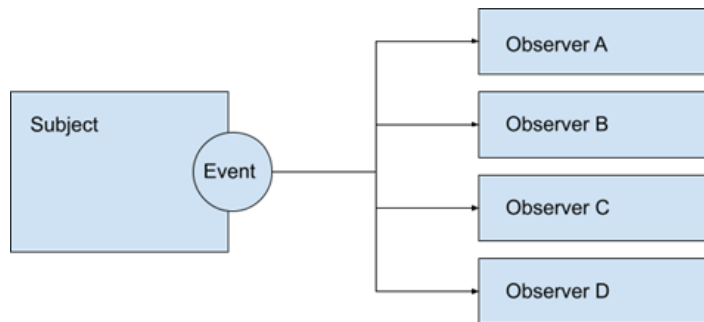 Subject
Event
Observer A
Observer B
Observer C
Observer D